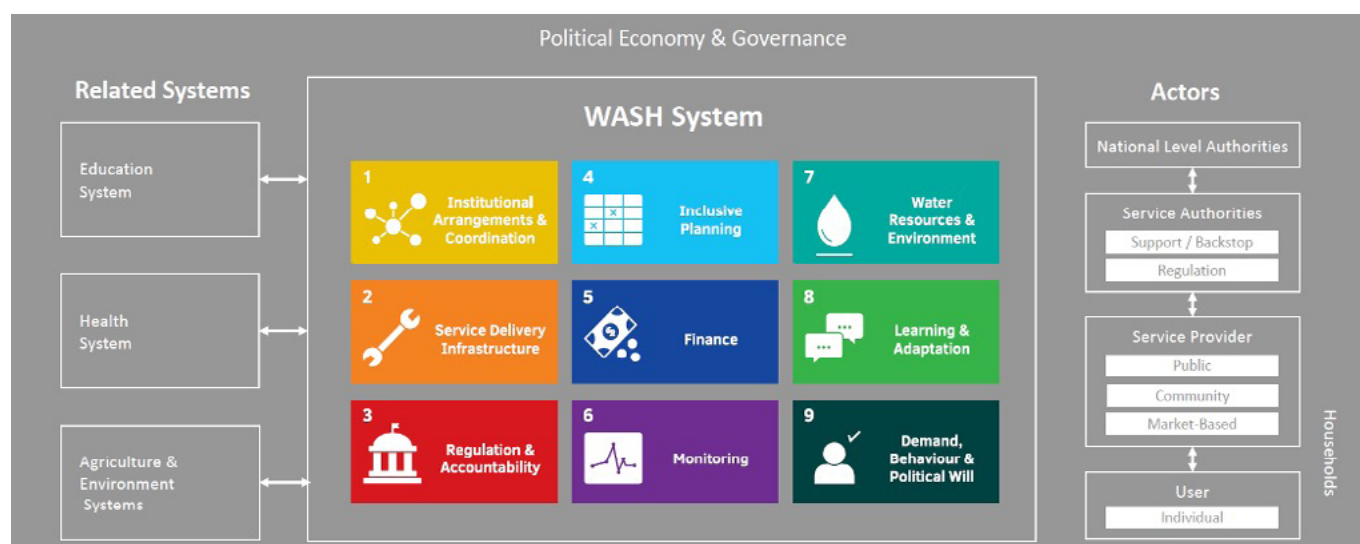 Political Economy & Governance
Related Systems
Education
System
Health
System
Agriculture &
Environment
Systems
WASH System
1
Institutional
Arrangements &
Coordination
2
Service Delivery
Infrastructure
3
Regulation &
Accountability
4
Inclusive
Planning
5
Finance
6
Monitoring
7
Water
Resources &
Environment
8
Learning &
Adaptation
9
Demand,
Behaviour &
Political Will
Actors
National Level Authorities
Service Authorities
Support / Backstop
Regulation
Service Provider
Public
Community
Market-Based
User
Individual
Households